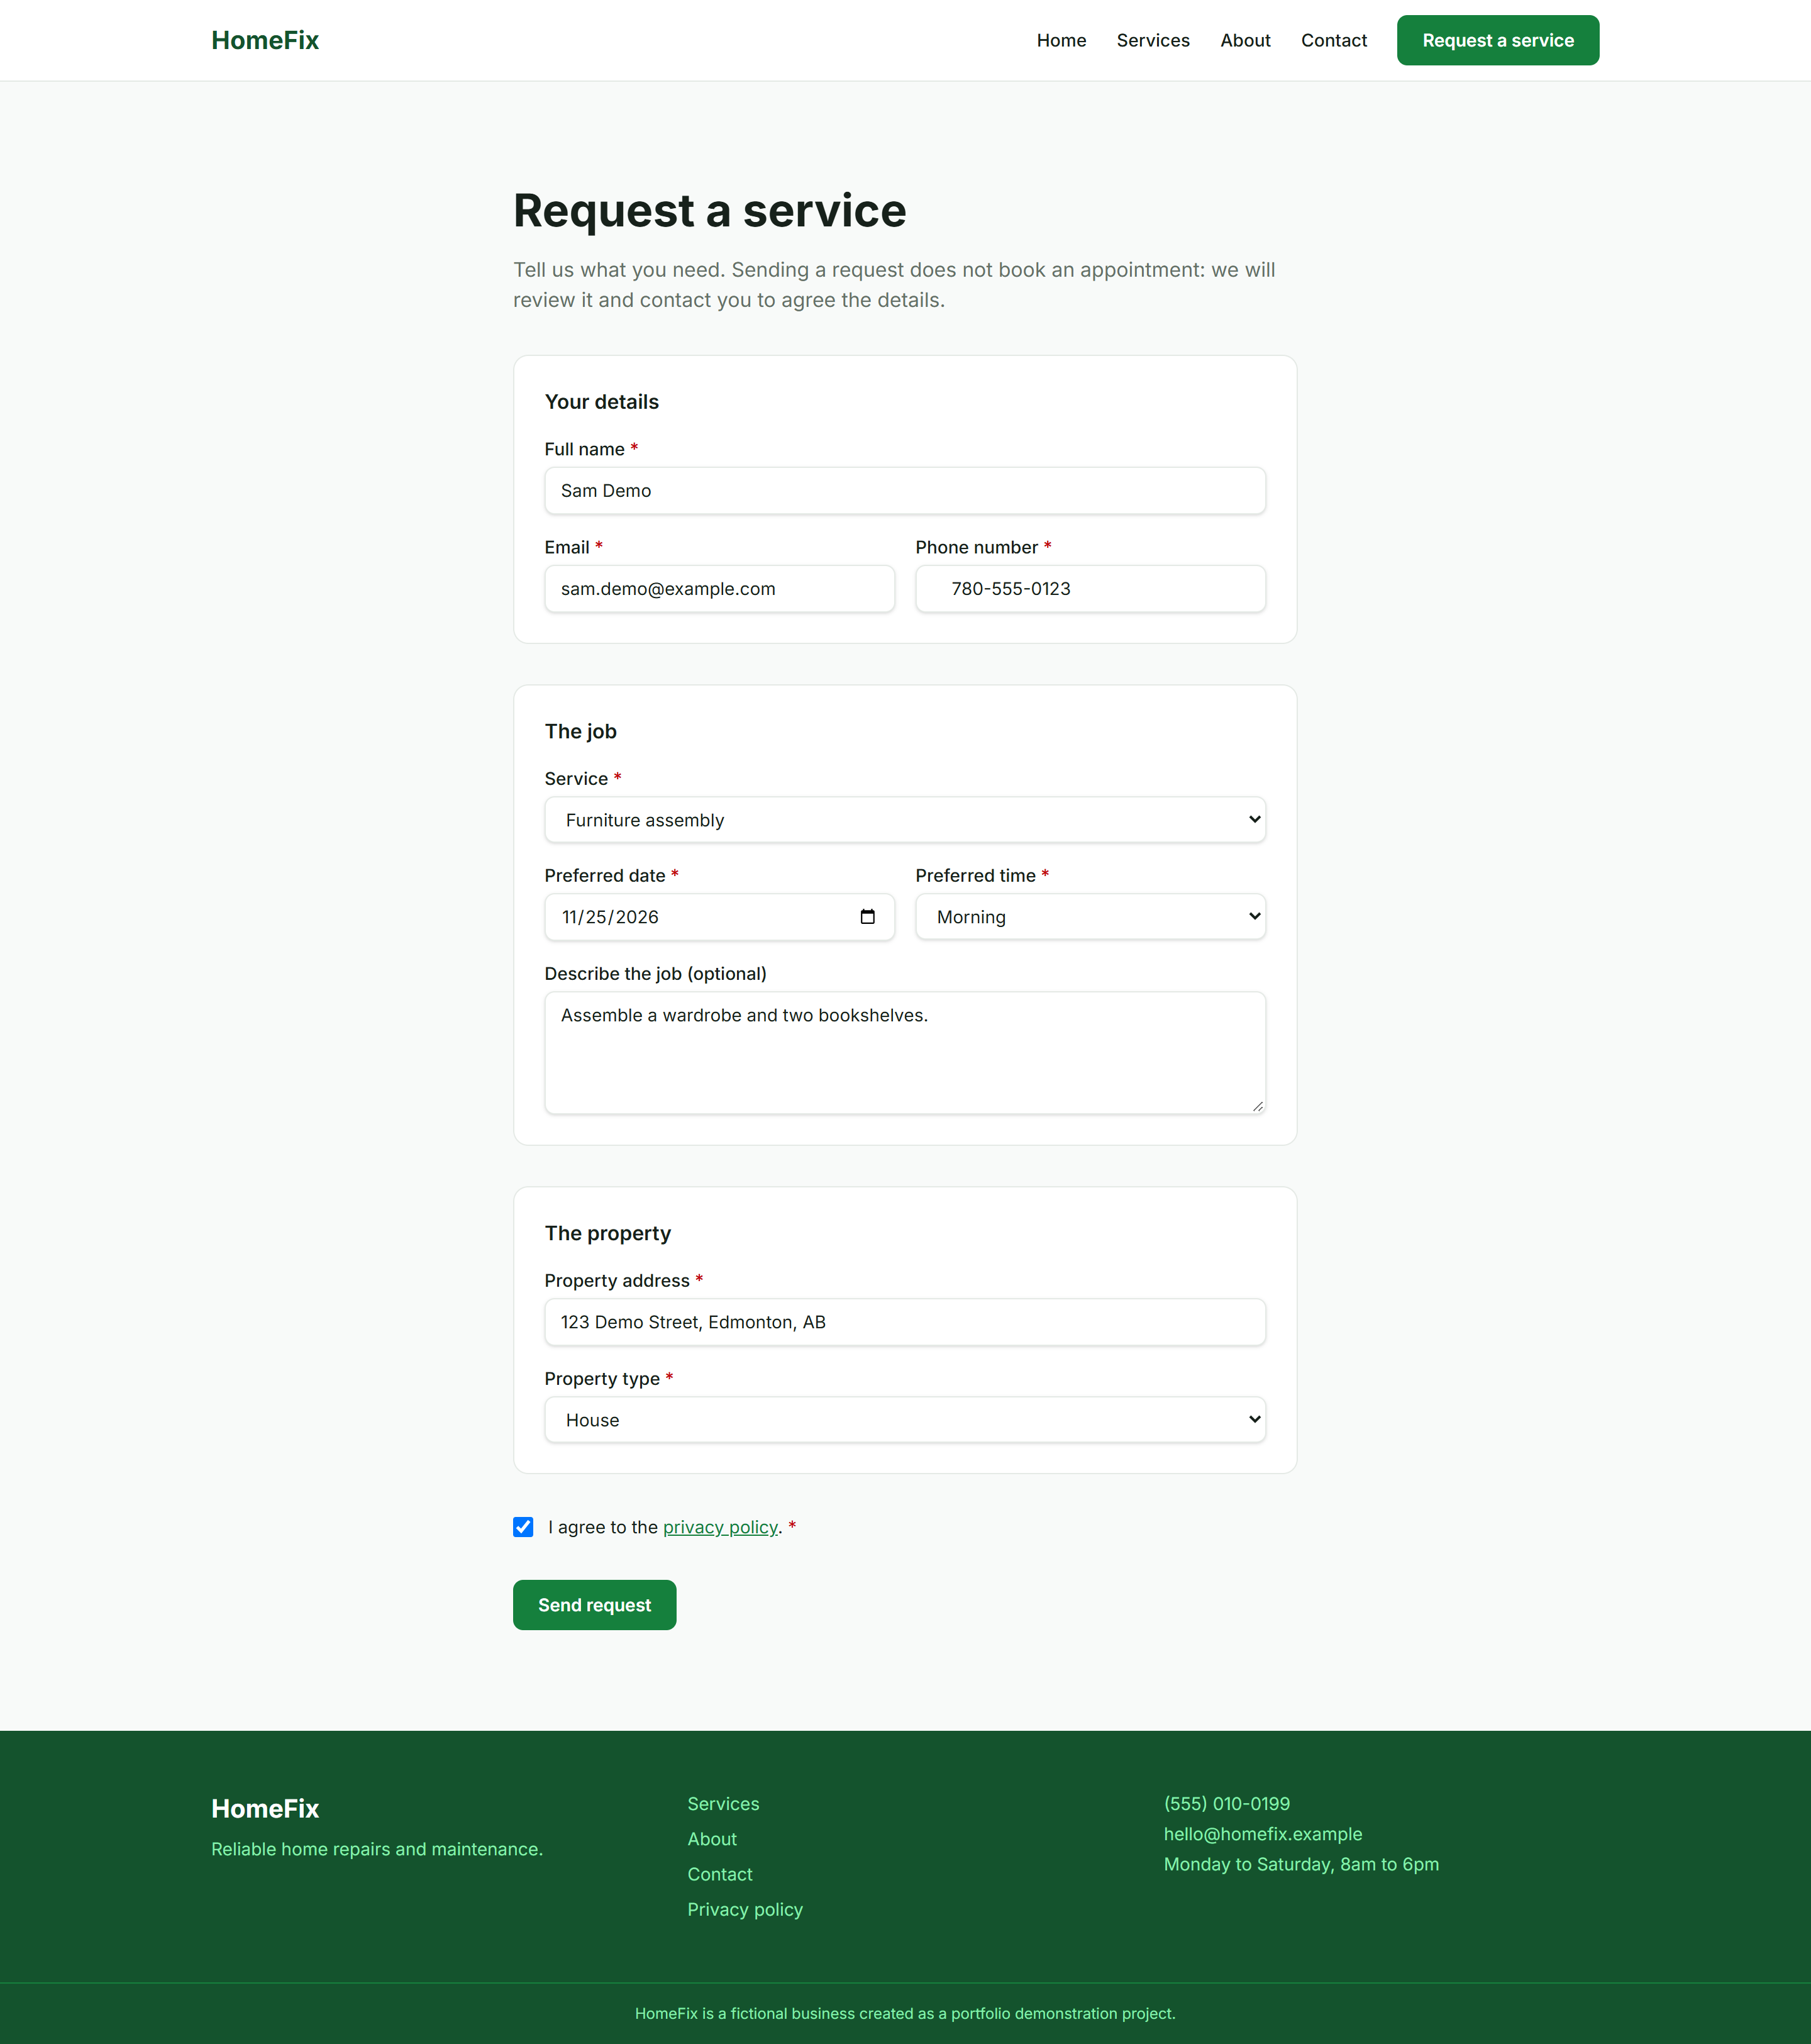 HomeFix
Home
Services
About
Contact
Request a service
Request a service
Tell us what you need. Sending a request does not book an appointment: we will
review it and contact you to agree the details.
Your details
Full name *
Sam Demo
Email *
Phone number *
sam.demo@example.com
780-555-0123
The job
Service *
Furniture assembly
Preferred date *
Preferred time *
11/25/2026
Morning
Describe the job (optional)
Assemble a wardrobe and two bookshelves.
The property
Property address *
123 Demo Street, Edmonton, AB
Property type *
House
I agree to the privacy policy. *
Send request
HomeFix
Reliable home repairs and maintenance.
Services
About
Contact
Privacy policy
(555) 010-0199
hello@homefix.example
Monday to Saturday, 8am to 6pm
HomeFix is a fictional business created as a portfolio demonstration project.